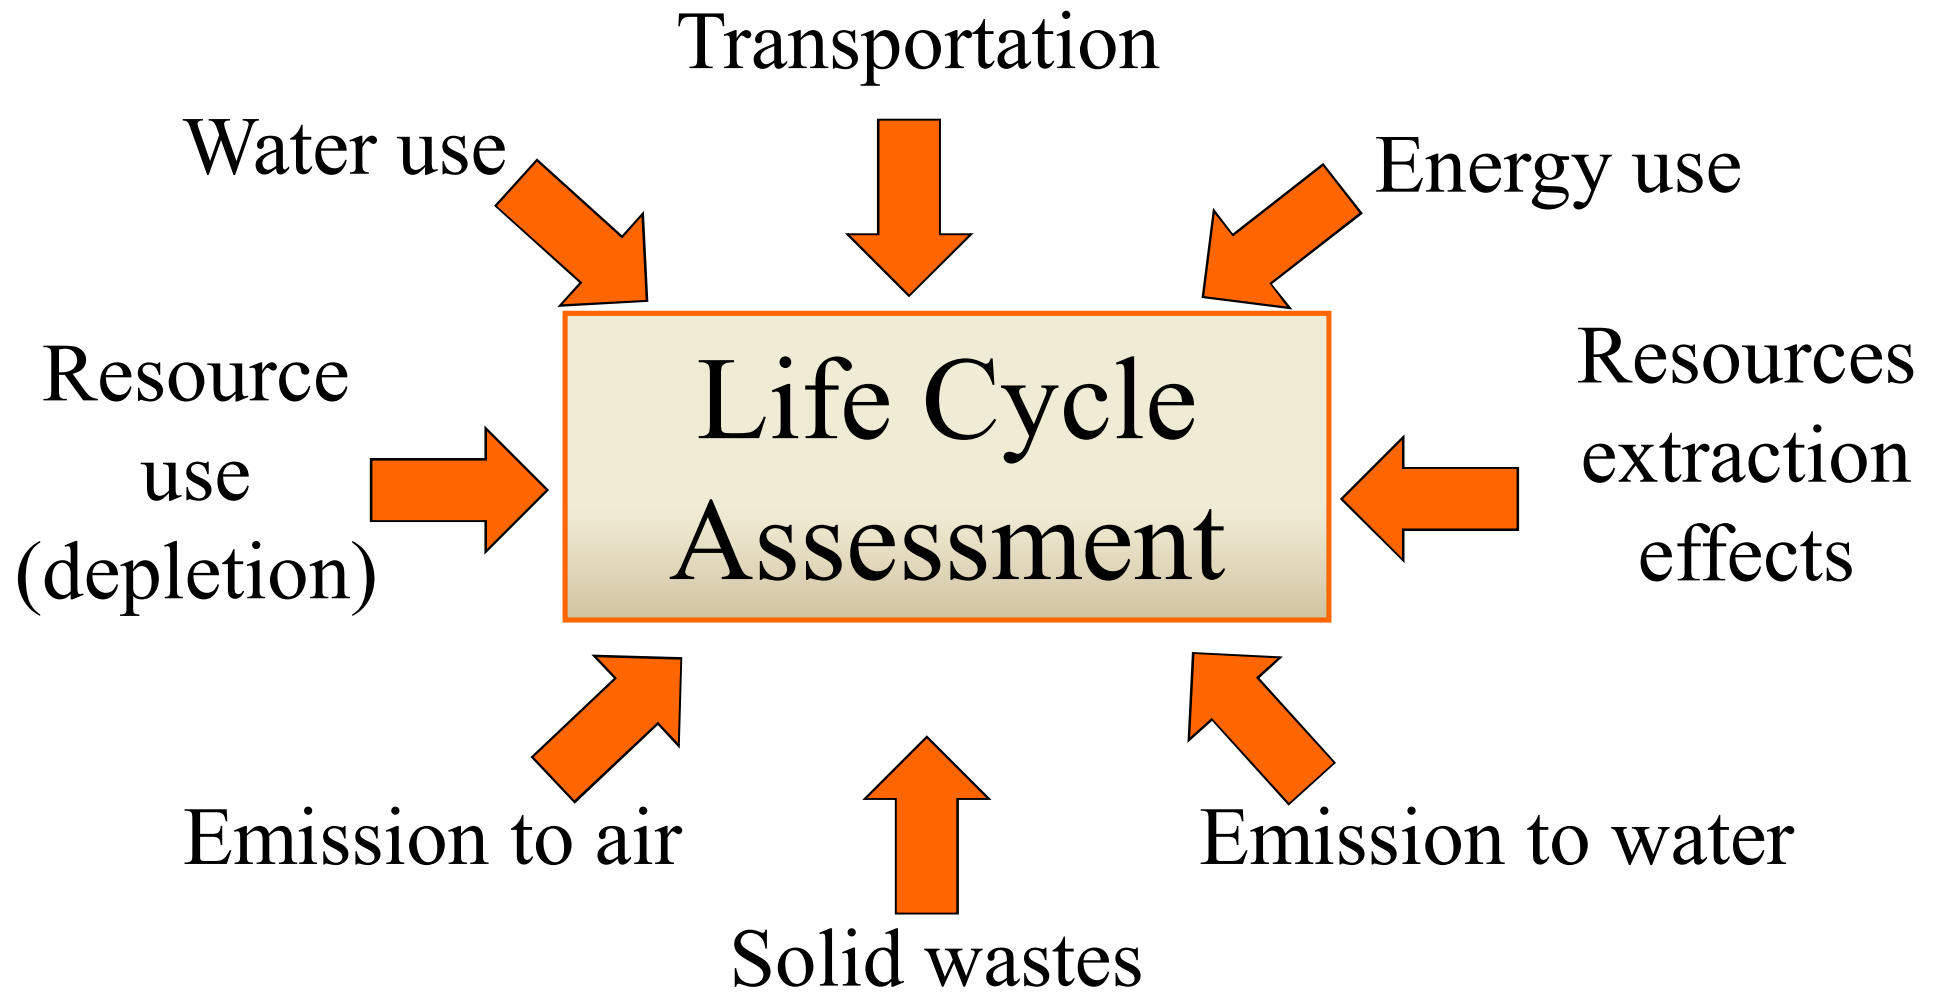 Transportation
Water use
Energy use
Resource
use
(depletion)
Life Cycle
Assessment
Resources
extraction
effects
Emission to air
Emission to water
Solid wastes